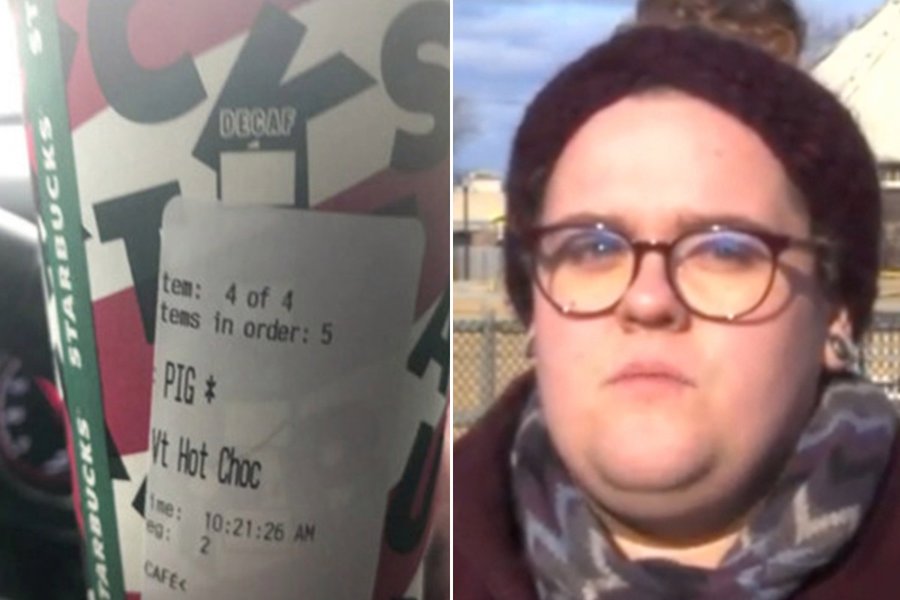 STARBUCKS
STARBUCKS
DECAF
tem: 4 of 4
tems in order: 5
PIG *
Vt Hot Choc
ime: 10:21:26 AM
eg: 2
CAFE<